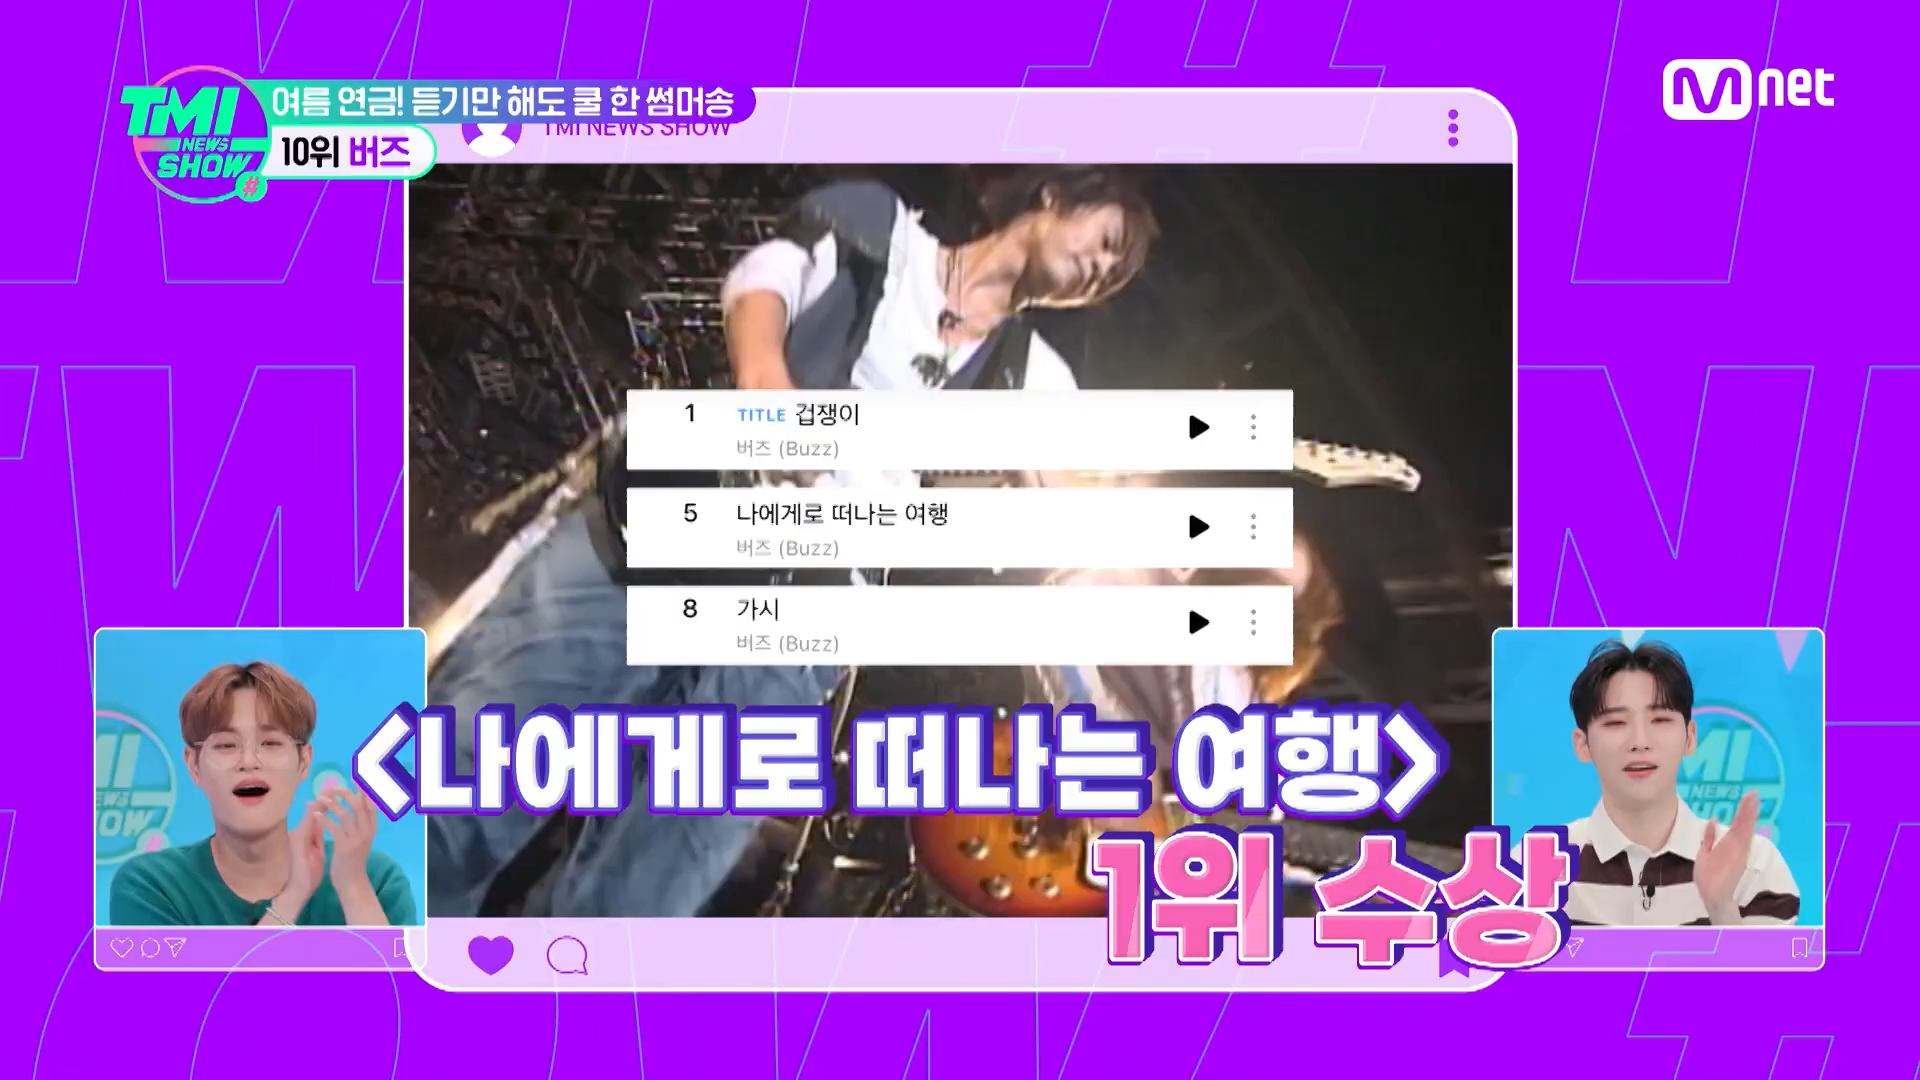 여름 연금! 듣기만 해도 쿨 한 썸머송
TMI NEWS SHOW #
10위 버즈
TMI NEWS SHOW
Mnet
1 TITLE 겁쟁이
버즈 (Buzz)
5 나에게로 떠나는 여행
버즈 (Buzz)
8 가시
버즈 (Buzz)
<나에게로 떠나는 여행>
1위 수상